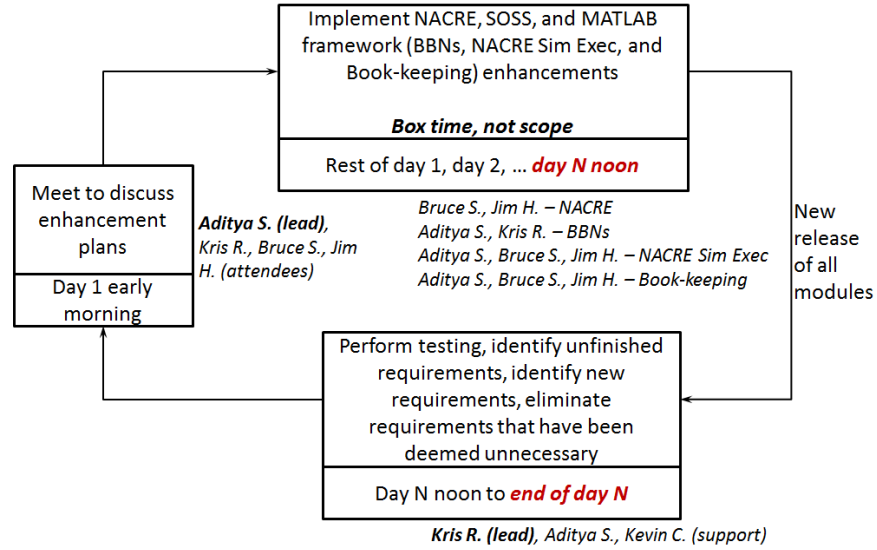 Implement NACRE, SOSS, and MATLAB
framework (BBNs, NACRE Sim Exec, and
Book-keeping) enhancements
Box time, not scope
Rest of day 1, day 2, … day N noon
Meet to discuss
enhancement
plans
Day 1 early
morning
Aditya S. (lead),
Kris R., Bruce S., Jim
H. (attendees)
Bruce S., Jim H. – NACRE
Aditya S., Kris R. – BBNs
Aditya S., Bruce S., Jim H. – NACRE Sim Exec
Aditya S., Bruce S., Jim H. – Book-keeping
New
release
of all
modules
Perform testing, identify unfinished
requirements, identify new
requirements, eliminate
requirements that have been
deemed unnecessary
Day N noon to end of day N
Kris R. (lead), Aditya S., Kevin C. (support)